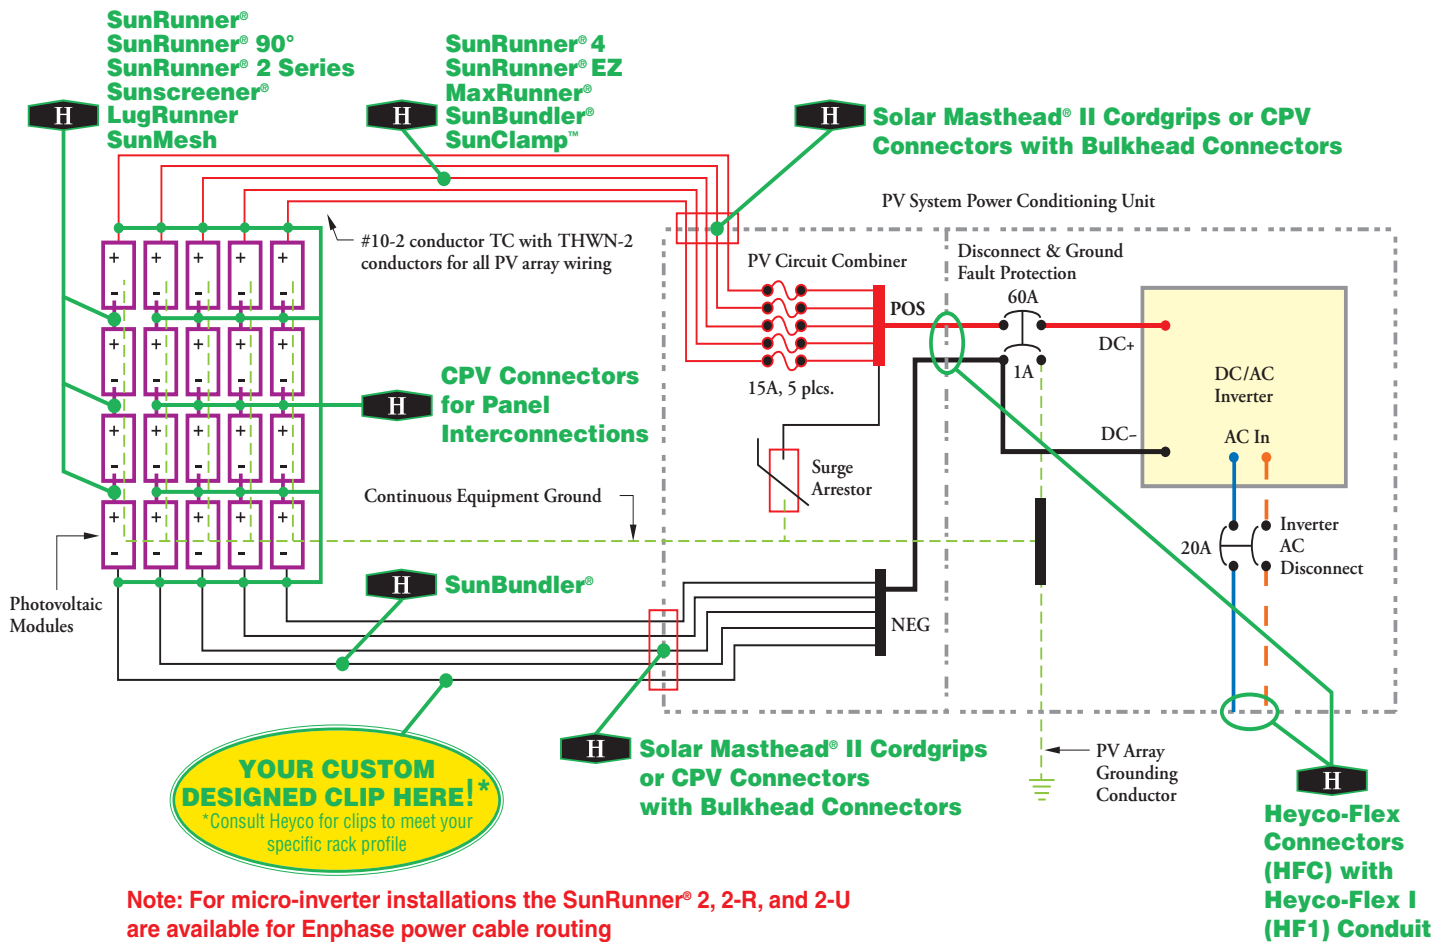 SunRunner®
SunRunner® 90°
SunRunner® 2 Series
Sunscreener®
LugRunner
SunMesh
H
SunRunner® 4
SunRunner® EZ
MaxRunner®
SunBundler®
SunClamp™
H
H
Solar Masthead® II Cordgrips or CPV
Connectors with Bulkhead Connectors
PV System Power Conditioning Unit
#10-2 conductor TC with THWN-2
conductors for all PV array wiring
PV Circuit Combiner
Disconnect & Ground
Fault Protection
60A
POS
1A
15A, 5 plcs.
DC+
DC–
DC/AC
Inverter
AC In
+ + + + +
- - - - -
+ + + + +
- - - - -
+ + + + +
- - - - -
+ + + + +
- - - - -
H
CPV Connectors
for Panel
Interconnections
Surge
Arrestor
Continuous Equipment Ground
20A
Inverter
AC
Disconnect
Photovoltaic
Modules
H
SunBundler®
NEG
YOUR CUSTOM
DESIGNED CLIP HERE!*
*Consult Heyco for clips to meet your
specific rack profile
H
Solar Masthead® II Cordgrips
or CPV Connectors
with Bulkhead Connectors
PV Array
Grounding
Conductor
H
Heyco-Flex
Connectors
(HFC) with
Heyco-Flex I
(HF1) Conduit
Note: For micro-inverter installations the SunRunner® 2, 2-R, and 2-U
are available for Enphase power cable routing